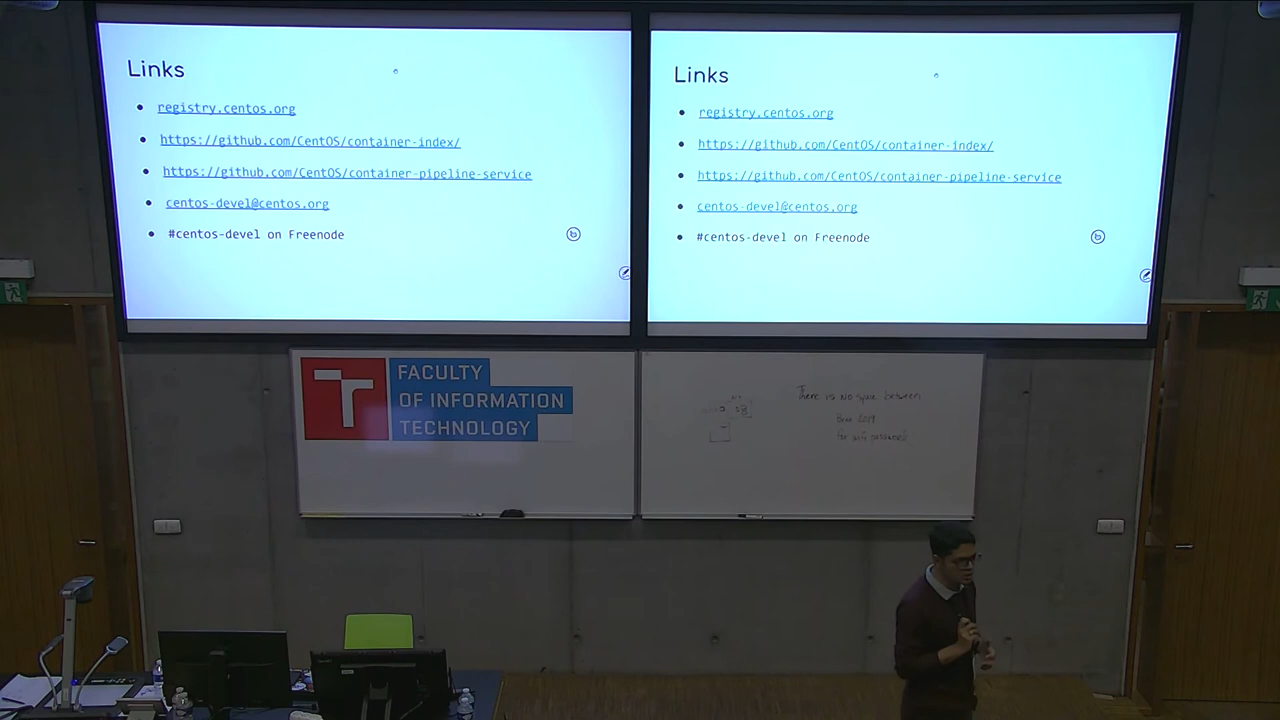 Links
registry.centos.org
https://github.com/CentOS/container-index/
https://github.com/CentOS/container-pipeline-service
centos-devel@centos.org
#centos-devel on Freenode
Links
registry.centos.org
https://github.com/CentOS/container-index/
https://github.com/CentOS/container-pipeline-service
centos-devel@centos.org
#centos-devel on Freenode
FACULTY
OF INFORMATION
TECHNOLOGY
There is no space between
for wifi password